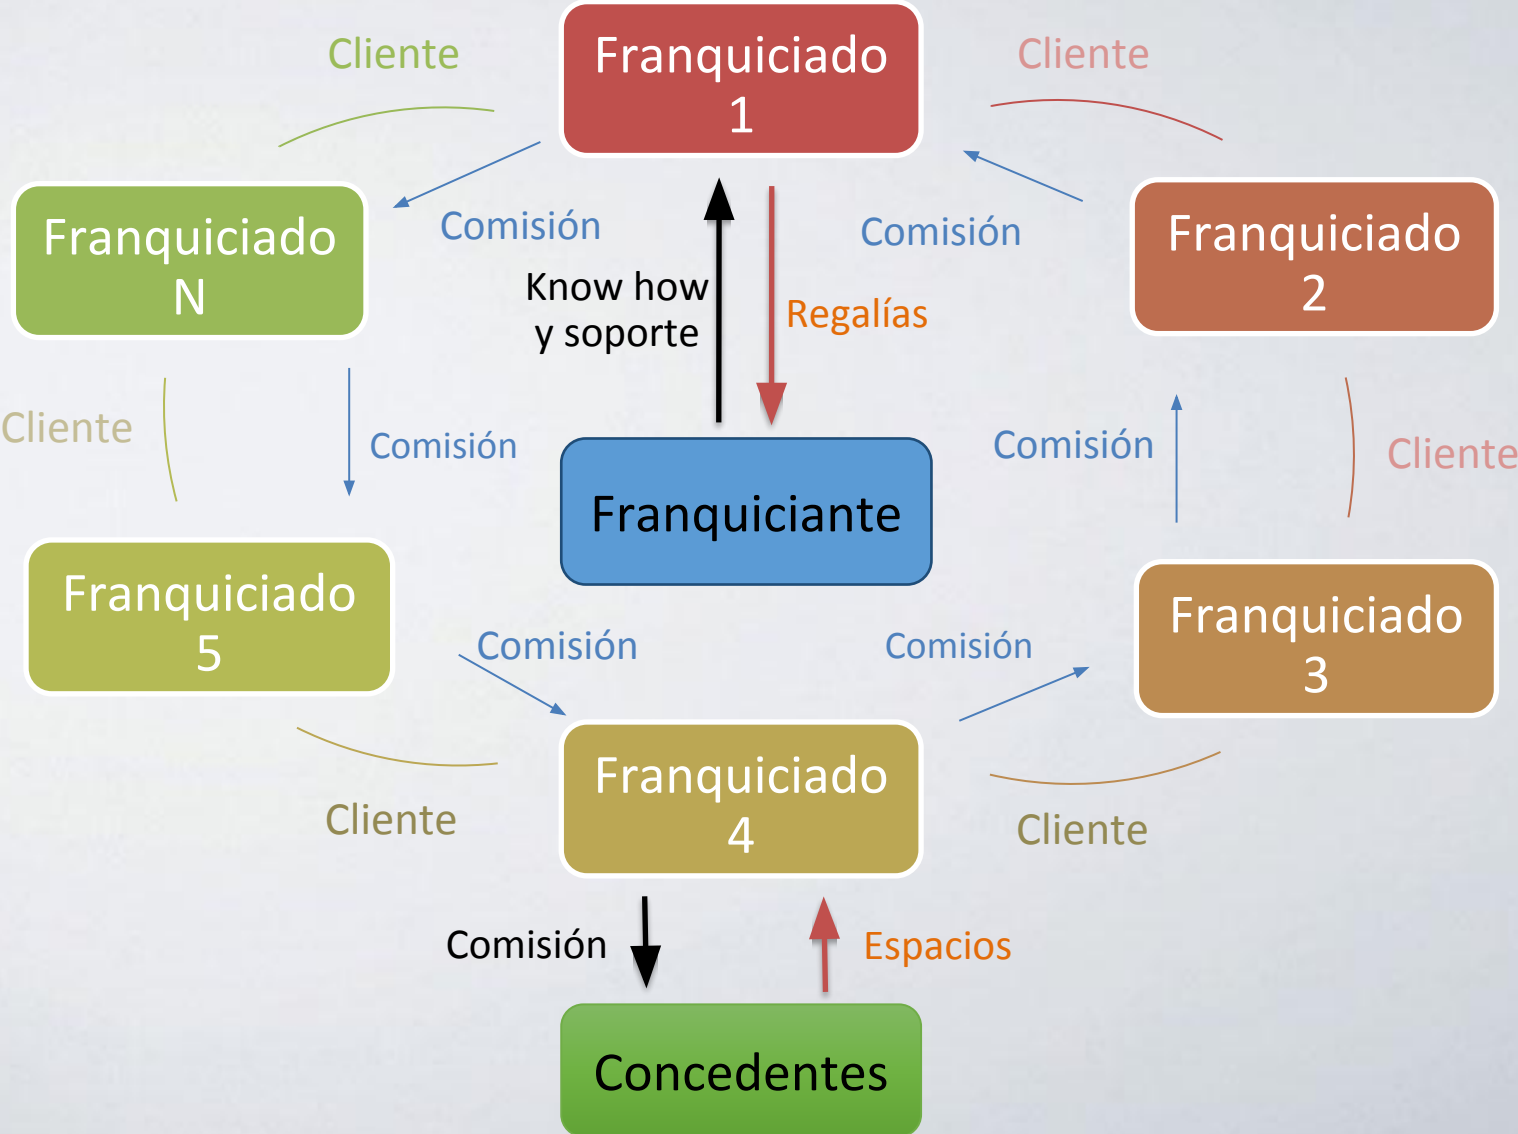 Cliente
Franquiciado
1
Cliente
Franquiciado
N
Comisión
Comisión
Franquiciado
2
Know how
y soporte
Regalías
Cliente
Comisión
Comisión
Cliente
Franquiciante
Franquiciado
5
Comisión
Comisión
Franquiciado
3
Cliente
Franquiciado
4
Cliente
Comisión
Espacios
Concedentes